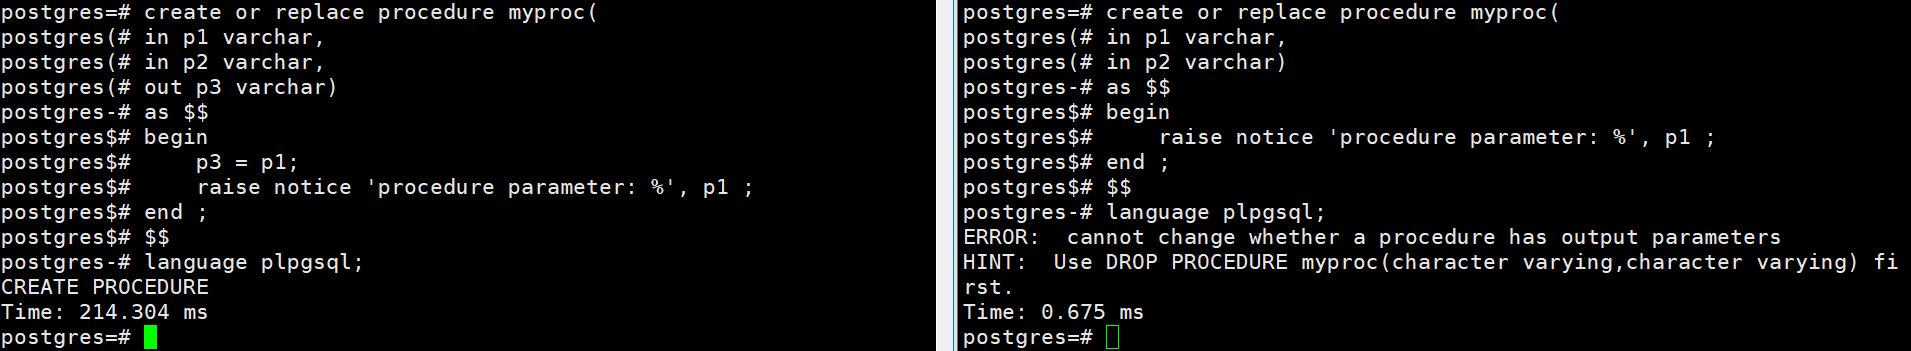 postgres=# create or replace procedure myproc(
postgres(# in p1 varchar,
postgres(# in p2 varchar,
postgres(# out p3 varchar)
postgres-# as $$
postgres$# begin
postgres$#     p3 = p1;
postgres$#     raise notice 'procedure parameter: %', p1 ;
postgres$# end ;
postgres$# $$
postgres-# language plpgsql;
CREATE PROCEDURE
Time: 214.304 ms
postgres=#
postgres=# create or replace procedure myproc(
postgres(# in p1 varchar,
postgres(# in p2 varchar)
postgres-# as $$
postgres$# begin
postgres$#     raise notice 'procedure parameter: %', p1 ;
postgres$# end ;
postgres$# $$
postgres-# language plpgsql;
ERROR:  cannot change whether a procedure has output parameters
HINT:  Use DROP PROCEDURE myproc(character varying,character varying) fi
rst.
Time: 0.675 ms
postgres=#